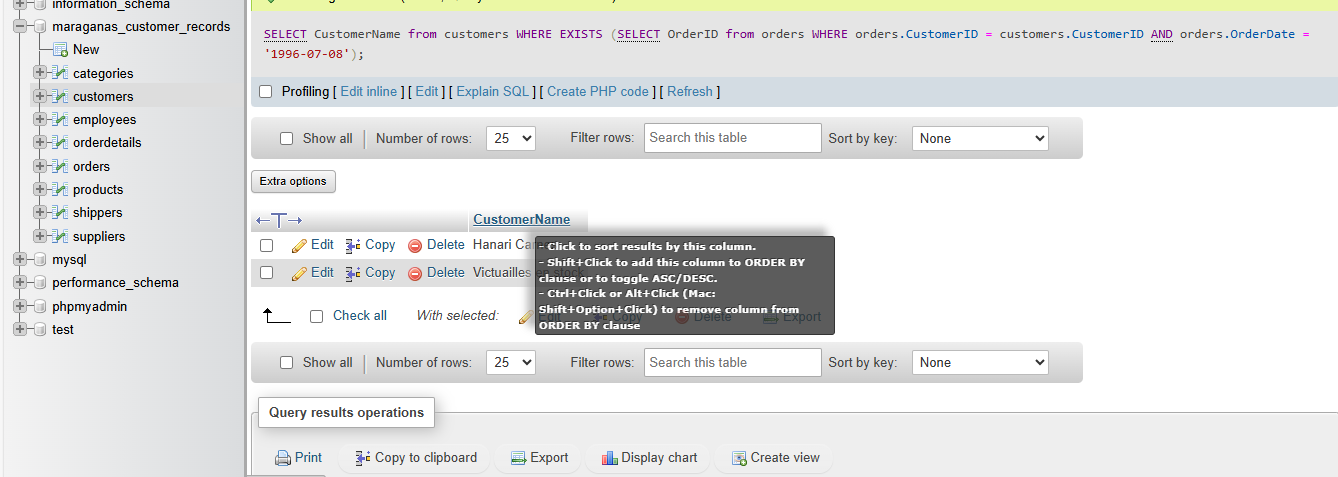 information_schema
maraganas_customer_records
New
categories
customers
employees
orderdetails
orders
products
shippers
suppliers
mysql
performance_schema
phpmyadmin
test
SELECT CustomerName from customers WHERE EXISTS (SELECT OrderID from orders WHERE orders.CustomerID = customers.CustomerID AND orders.OrderDate =
'1996-07-08');
Profiling [ Edit inline ] [ Edit ] [ Explain SQL ] [ Create PHP code ] [ Refresh ]
Show all Number of rows: 25 Filter rows: Search this table Sort by key: None
Extra options
CustomerName
Edit Copy Delete Hanari
Edit Copy Delete Victuailles en stock
- Click to sort results by this column.
- Shift+Click to add this column to ORDER BY
clause or to toggle ASC/DESC.
- Ctrl+Click or Alt+Click (Mac:
Shift+Option+Click) to remove column from
ORDER BY clause
Check all With selected: Edit Copy Delete Export
Show all Number of rows: 25 Filter rows: Search this table Sort by key: None
Query results operations
Print Copy to clipboard Export Display chart Create view